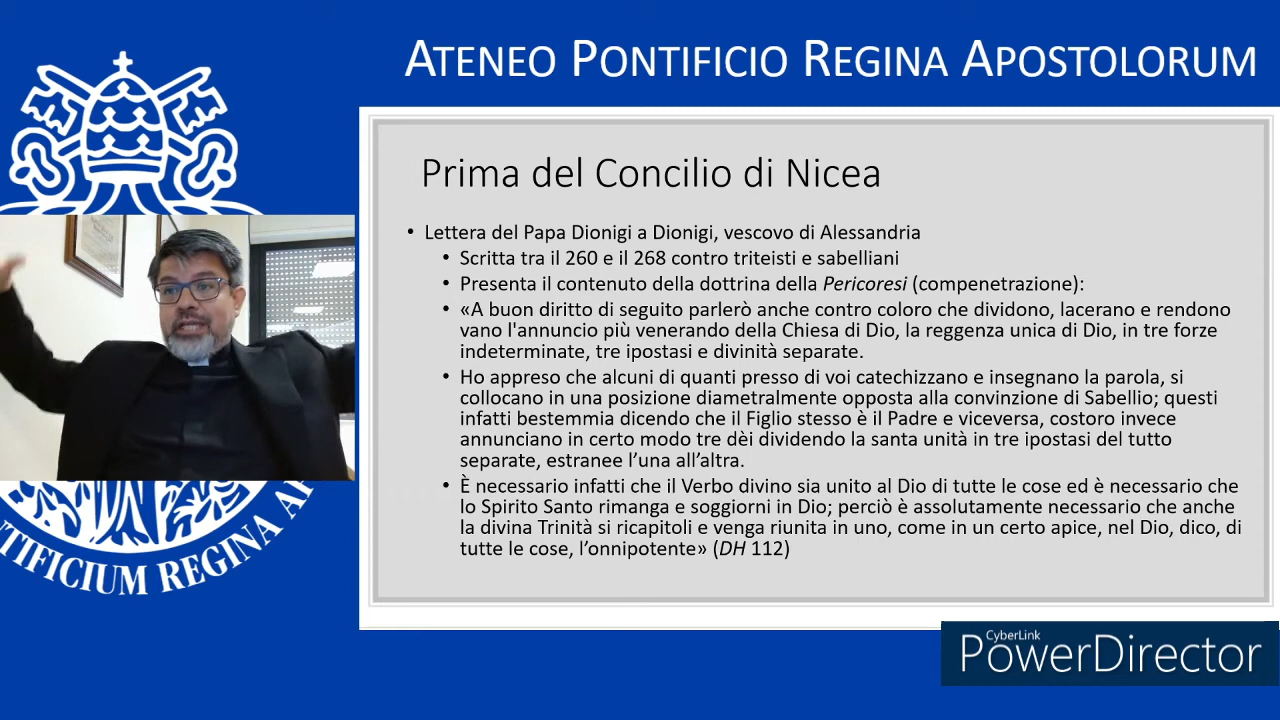 ATENEO PONTIFICIO REGINA APOSTOLORUM
Prima del Concilio di Nicea
• Lettera del Papa Dionigi a Dionigi, vescovo di Alessandria
• Scritta tra il 260 e il 268 contro triteisti e sabelliani
• Presenta il contenuto della dottrina della Pericoresi (compenetrazione):
• «A buon diritto di seguito parlerò anche contro coloro che dividono, lacerano e rendono
vano l'annuncio più venerando della Chiesa di Dio, la reggenza unica di Dio, in tre forze
indeterminate, tre ipostasi e divinità separate.
• Ho appreso che alcuni di quanti presso di voi catechizzano e insegnano la parola, si
collocano in una posizione diametralmente opposta alla convinzione di Sabellio; questi
infatti bestemmia dicendo che il Figlio stesso è il Padre e viceversa, costoro invece
annunciano in certo modo tre dèi dividendo la santa unità in tre ipostasi del tutto
separate, estranee l’una all’altra.
• È necessario infatti che il Verbo divino sia unito al Dio di tutte le cose ed è necessario che
lo Spirito Santo rimanga e soggiorni in Dio; perciò è assolutamente necessario che anche
la divina Trinità si ricapitoli e venga riunita in uno, come in un certo apice, nel Dio, dico, di
tutte le cose, l’onnipotente» (DH 112)
TIFICIUM REGINA A
CyberLink
PowerDirector